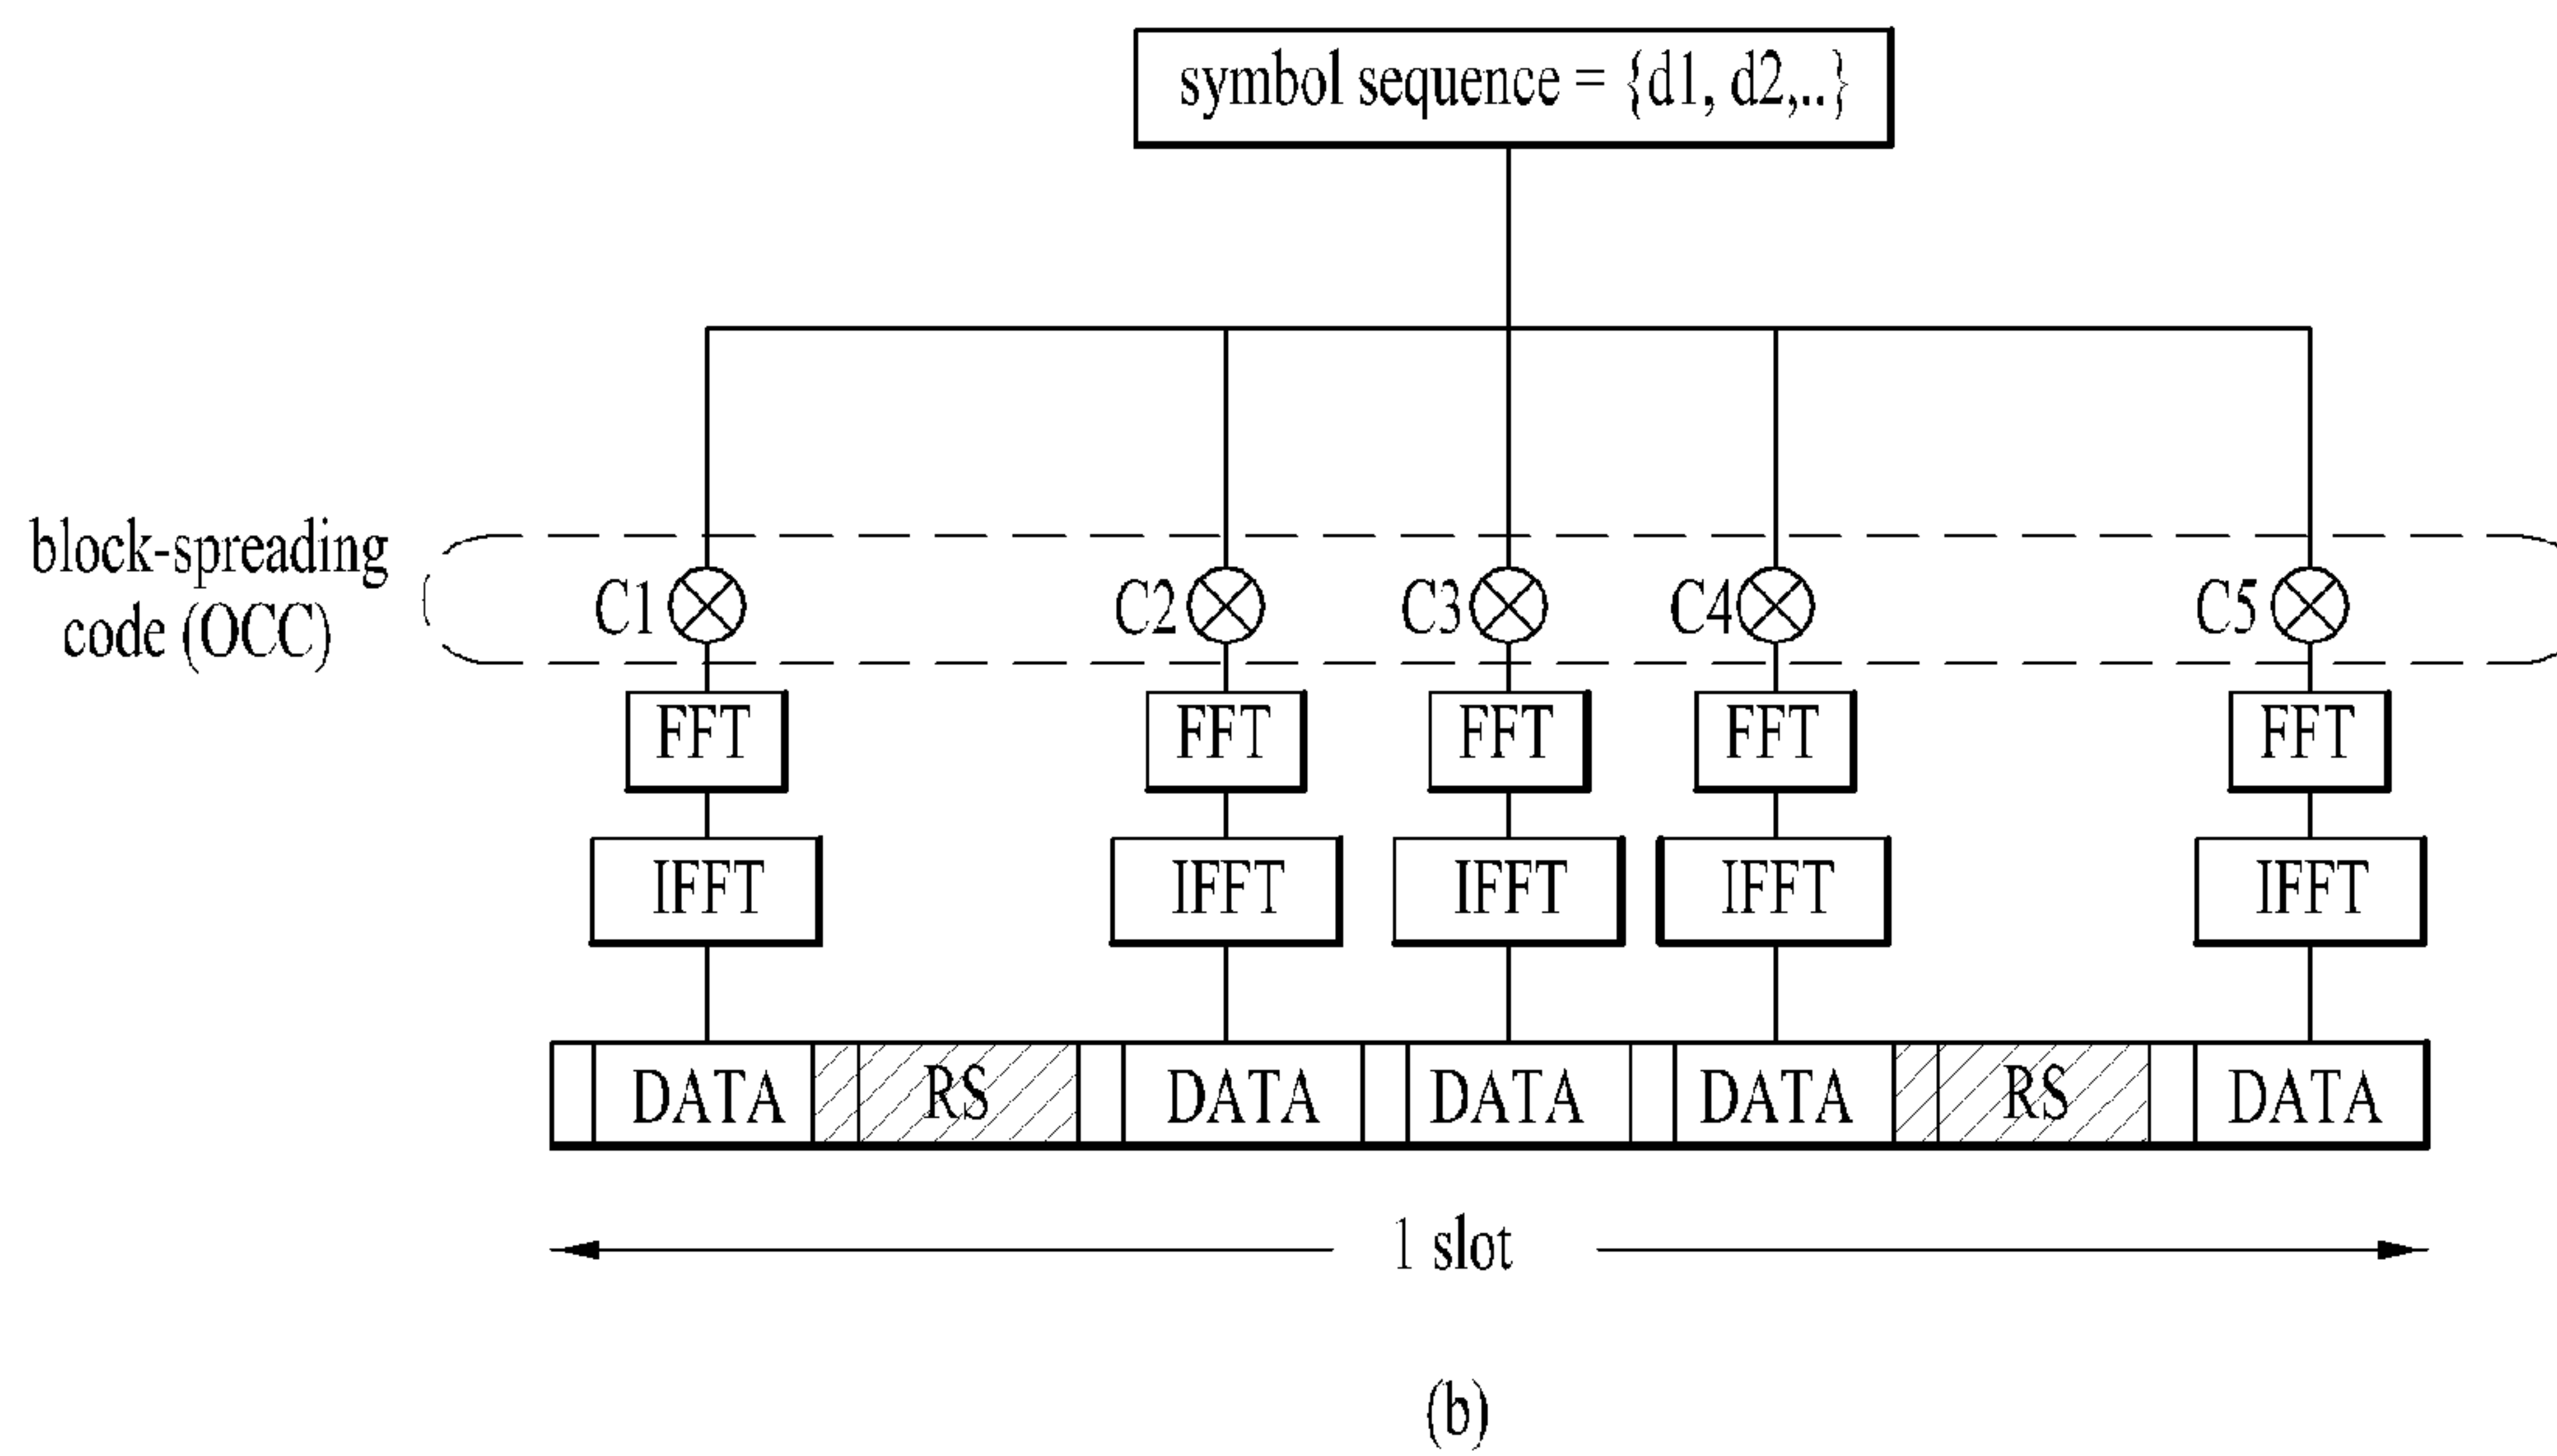 symbol sequence = {d1, d2,..}
block-spreading
code (OCC)
C1 C2 C3 C4 C5
FFT FFT FFT FFT FFT
IFFT IFFT IFFT IFFT IFFT
DATA RS DATA DATA DATA RS DATA
1 slot
(b)